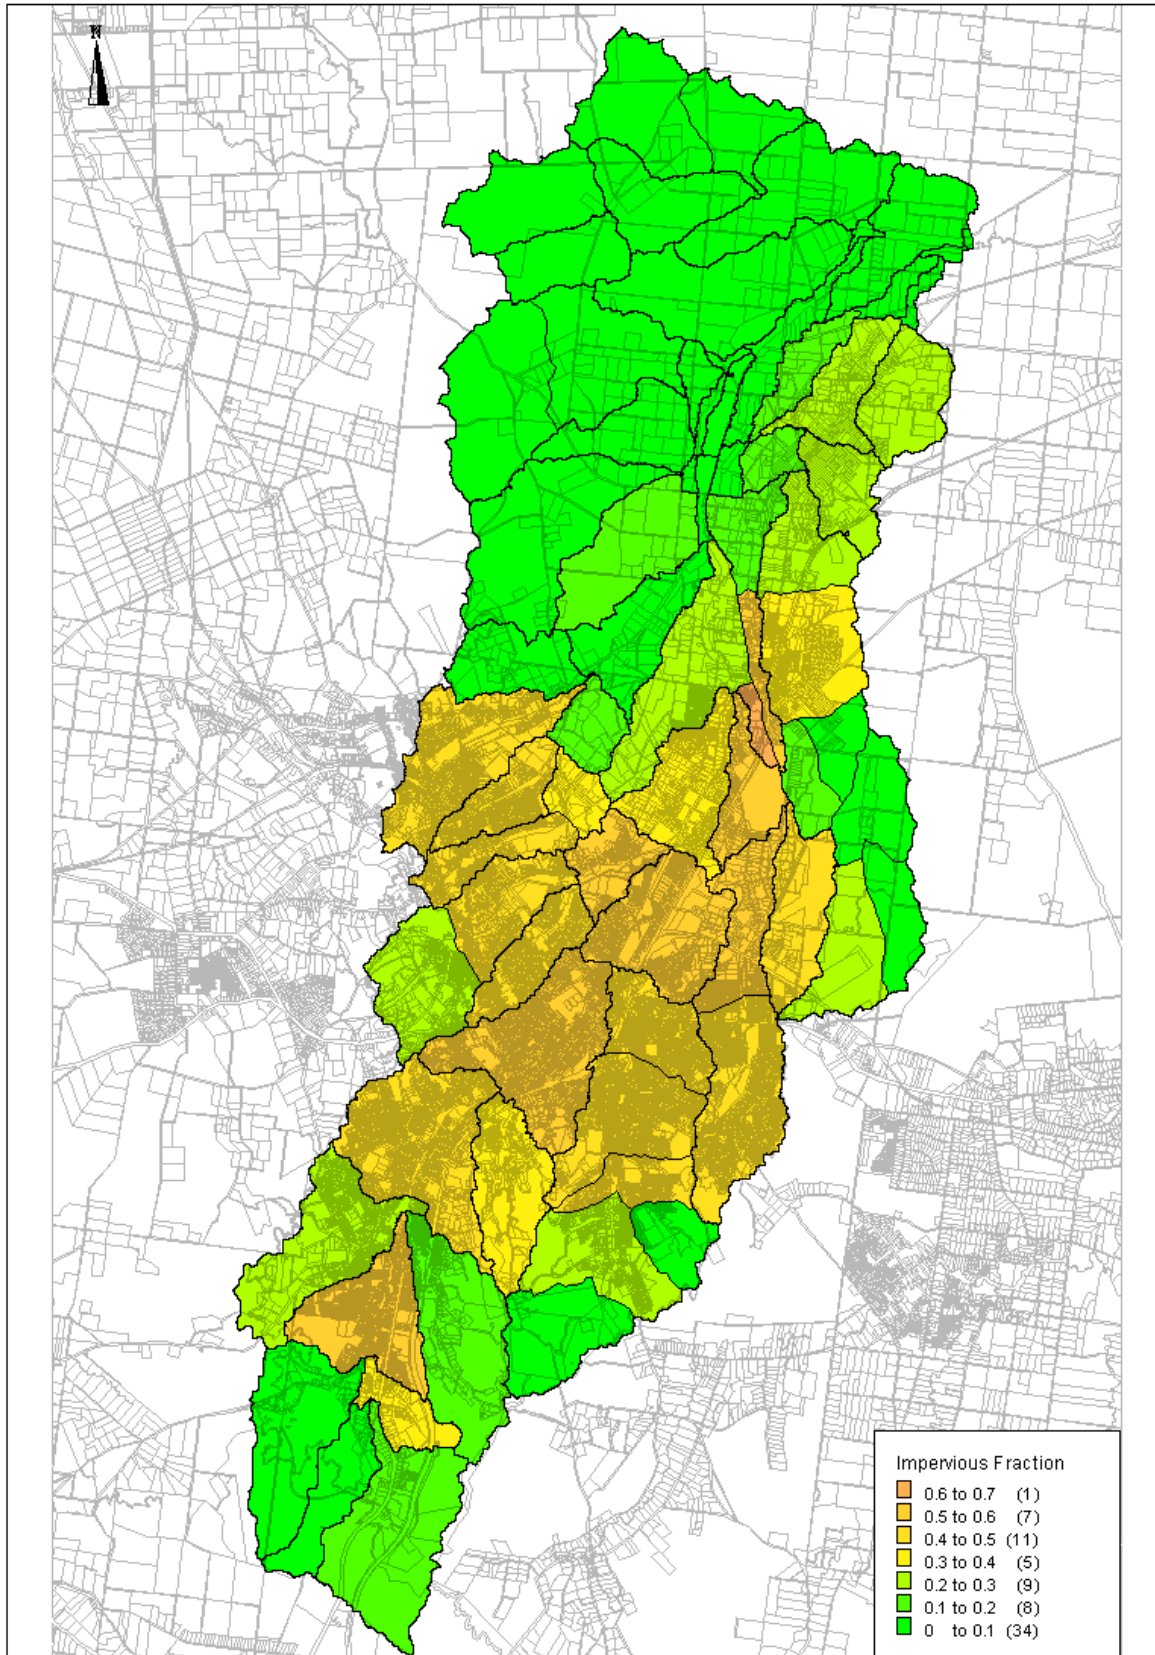 N
Impervious Fraction
0.6 to 0.7 (1)
0.5 to 0.6 (7)
0.4 to 0.5 (11)
0.3 to 0.4 (5)
0.2 to 0.3 (9)
0.1 to 0.2 (8)
0 to 0.1 (34)